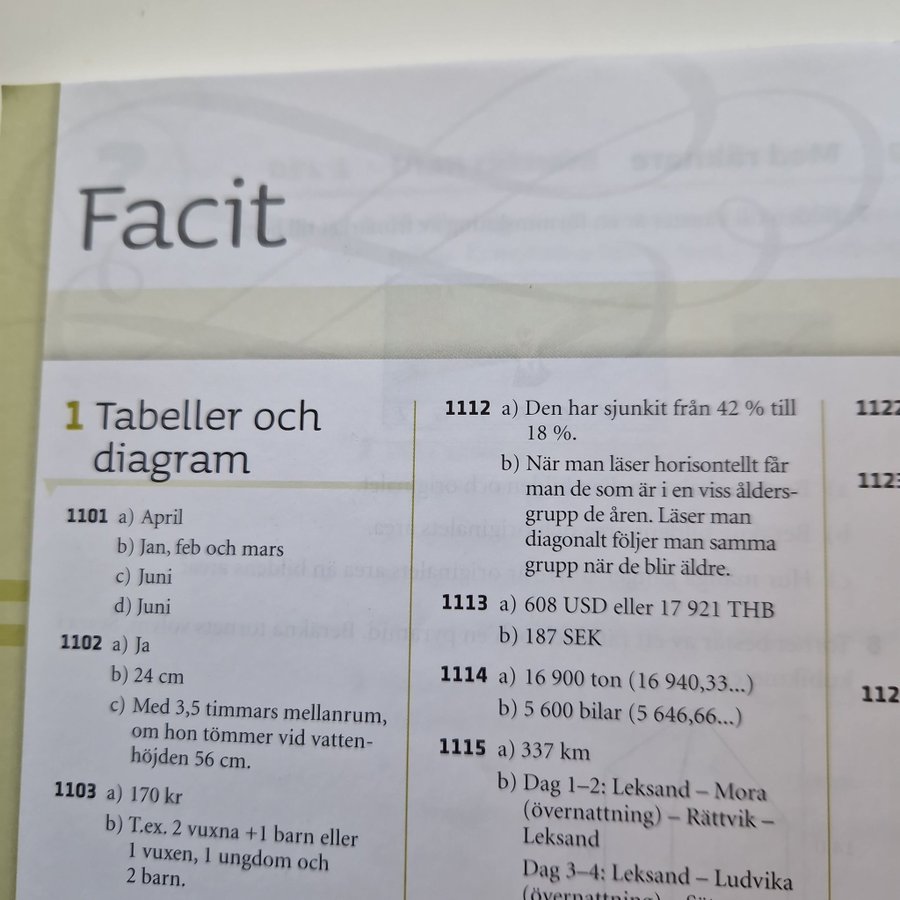 Facit
1 Tabeller och
diagram
1101 a) April
b) Jan, feb och mars
c) Juni
d) Juni
1102 a) Ja
b) 24 cm
c) Med 3,5 timmars mellanrum,
om hon tömmer vid vatten-
höjden 56 cm.
1103 a) 170 kr
b) T.ex. 2 vuxna +1 barn eller
1 vuxen, 1 ungdom och
2 barn.
1112 a) Den har sjunkit från 42 % till
18 %.
b) När man läser horisontellt får
man de som är i en viss ålders-
grupp de åren. Läser man
diagonalt följer man samma
grupp när de blir äldre.
1113 a) 608 USD eller 17 921 THB
b) 187 SEK
1114 a) 16 900 ton (16 940,33...)
b) 5 600 bilar (5 646,66...)
1115 a) 337 km
b) Dag 1–2: Leksand – Mora
(övernattning) – Rättvik –
Leksand
Dag 3–4: Leksand – Ludvika
(övernattning) –
1122
1123
112